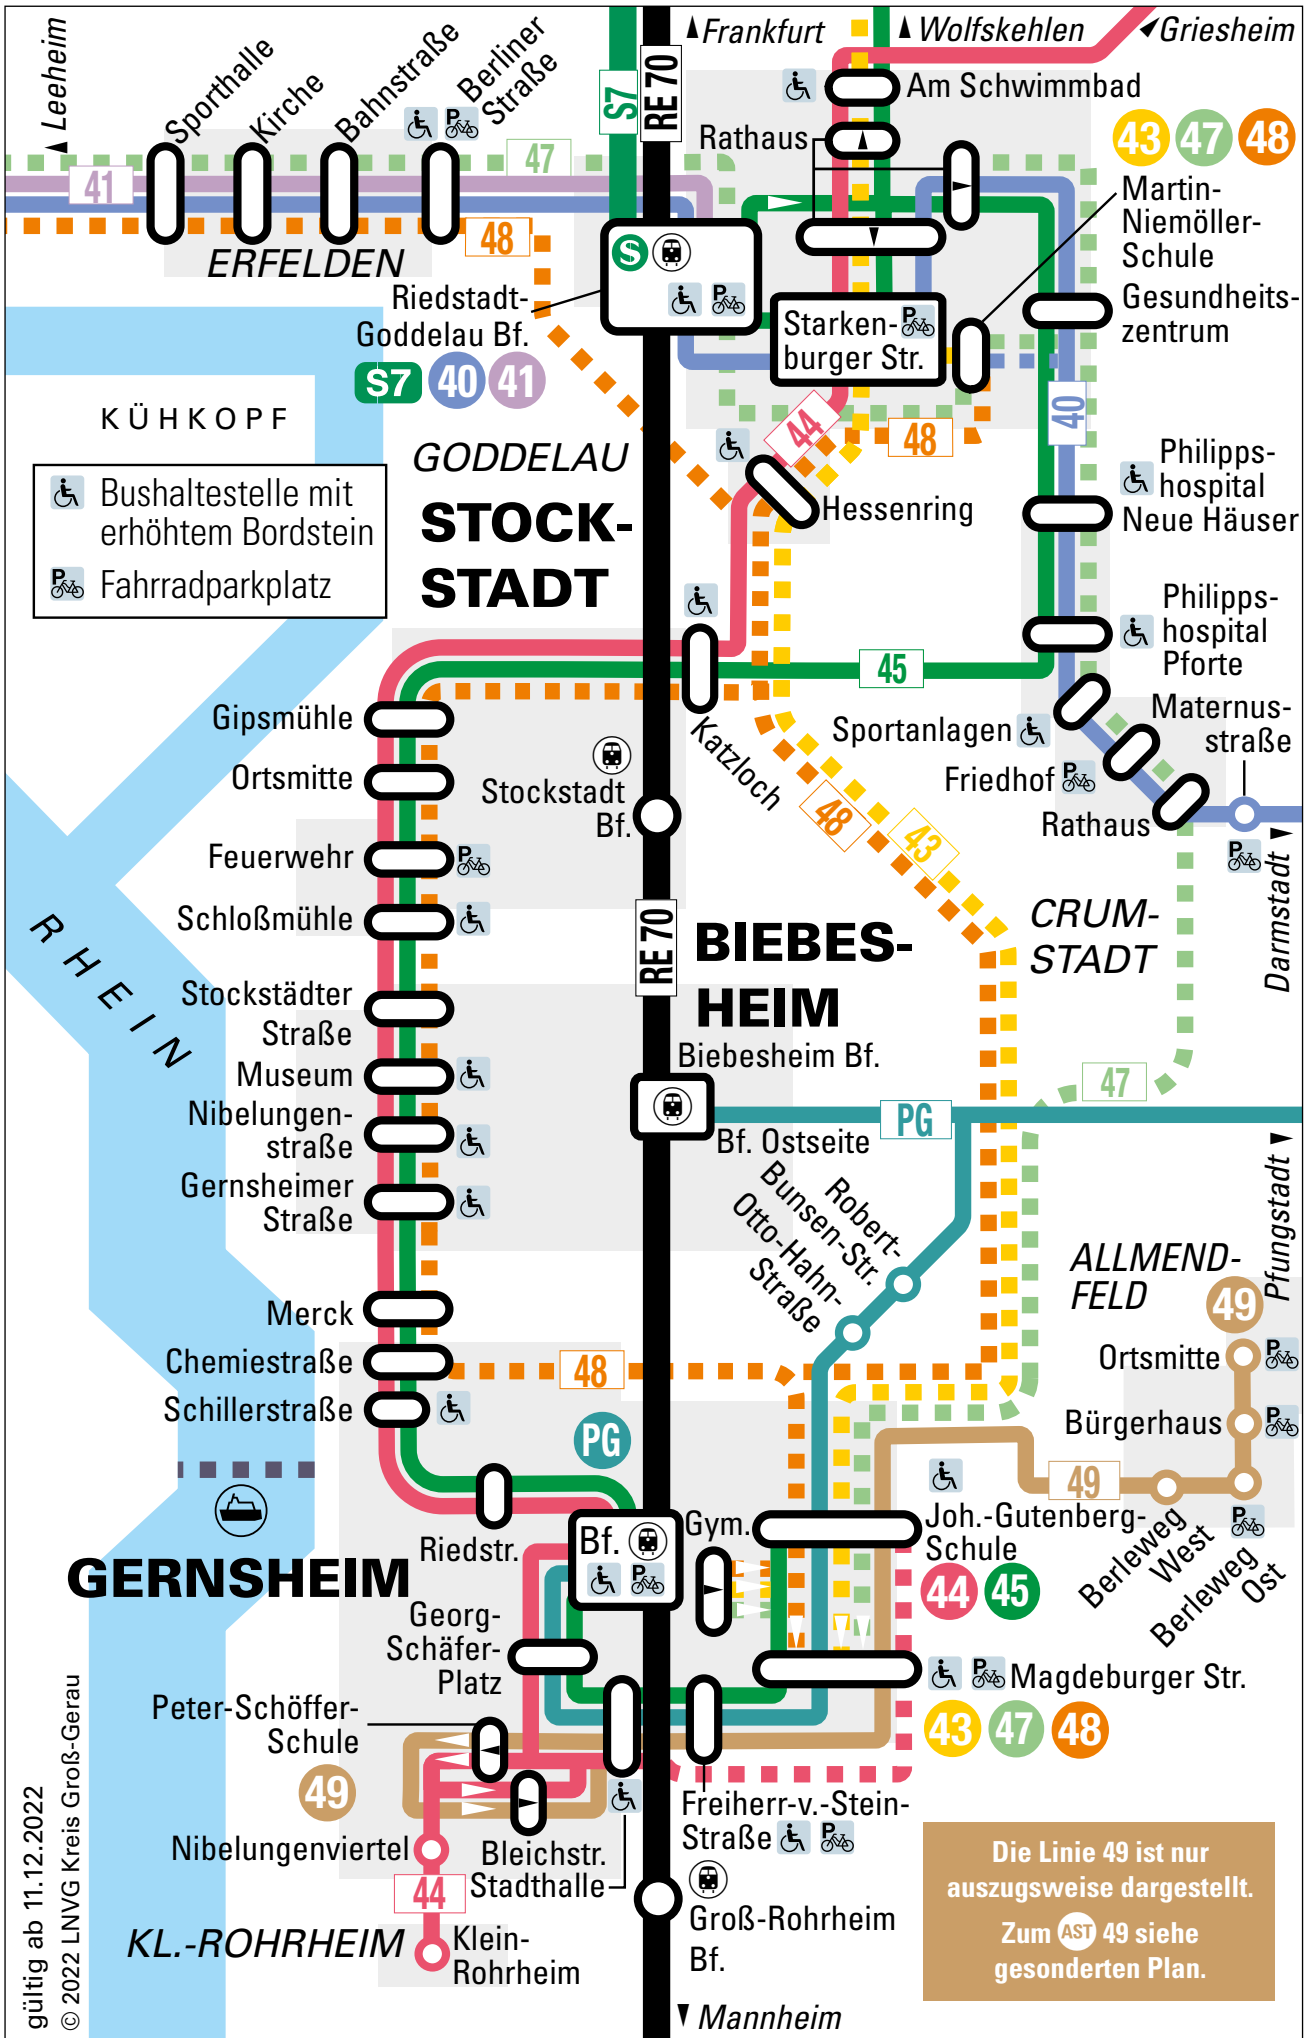 Leeheim
Sporthalle
Kirche
Bahnstraße
Berliner
Straße
S7
RE 70
Frankfurt
Wolfskehlen
Griesheim
Am Schwimmbad
Rathaus
43 47 48
Martin-
Niemöller-
Schule
47
41
48
ERFELDEN
S
Riedstadt-
Goddelau Bf.
S7 40 41
Starken-
burger Str.
Gesundheits-
zentrum
KÜHKOPF
GODDELAU
44
48
40
Bushaltestelle mit
erhöhtem Bordstein
Fahrradparkplatz
STOCK-
STADT
Hessenring
Philipps-
hospital
Neue Häuser
Philipps-
hospital
Pforte
45
Gipsmühle
Ortsmitte
Feuerwehr
Schloßmühle
Katzloch
Stockstadt
Bf.
Sportanlagen
Friedhof
Rathaus
Maternus-
straße
48
43
Darmstadt
RHEIN
RE 70
BIEBES-
HEIM
CRUM-
STADT
Stockstädter
Straße
Museum
Nibelungen-
straße
Gernsheimer
Straße
Biebesheim Bf.
Bf. Ostseite
PG
47
Pfungstadt
Robert-
Bunsen-Str.
Otto-Hahn-
Straße
ALLMEND-
FELD
49
Merck
Chemiestraße
Schillerstraße
48
Ortsmitte
Bürgerhaus
49
Berleweg
West
Berleweg
Ost
PG
GERNSHEIM
Riedstr.
Bf.
Gym.
Joh.-Gutenberg-
Schule
44 45
Georg-
Schäfer-
Platz
Magdeburger Str.
43 47 48
Peter-Schöffer-
Schule
49
Nibelungenviertel
Bleichstr.
Stadthalle
Freiherr-v.-Stein-
Straße
44
KL.-ROHRHEIM
Klein-
Rohrheim
Groß-Rohrheim
Bf.
Mannheim
Die Linie 49 ist nur
auszugsweise dargestellt.
Zum AST 49 siehe
gesonderten Plan.
gültig ab 11.12.2022
© 2022 LNVG Kreis Groß-Gerau